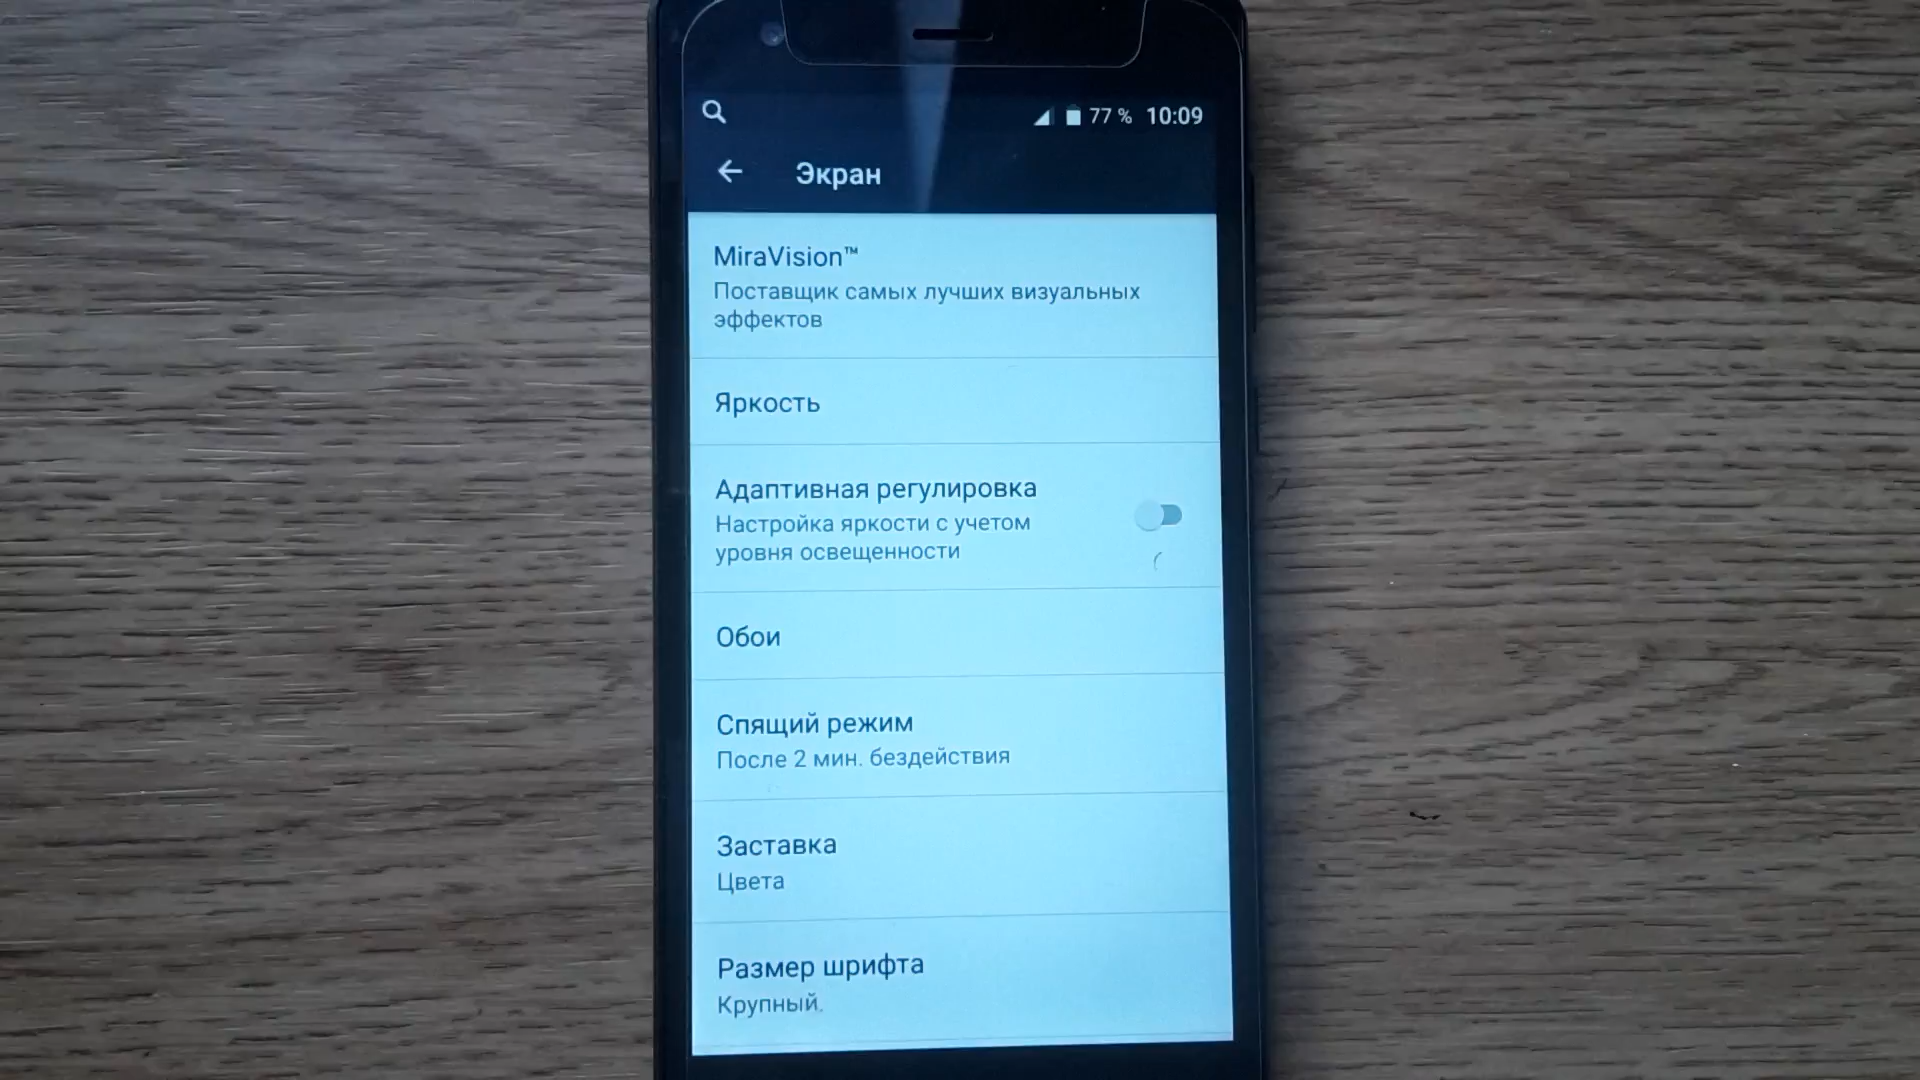 77 % 10:09
Экран
MiraVision™
Поставщик самых лучших визуальных
эффектов
Яркость
Адаптивная регулировка
Настройка яркости с учетом
уровня освещенности
Обои
Спящий режим
После 2 мин. бездействия
Заставка
Цвета
Размер шрифта
Крупный